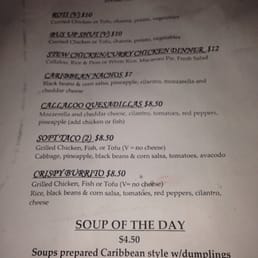 ROTI (V) $10
Curried Chicken or Tofu, channa, potato, vegetables
BUS UP SHUT (V) $10
Curried Chicken or Tofu, channa, potato, vegetables
STEW CHICKEN/CURRY CHICKEN DINNER $12
Callaloo, Rice & Peas or White Rice, Macaroni Pie, Fresh Salad
CARIBBEAN NACHOS $7
Black beans & corn salsa, pineapple, cilantro, mozzarella and
cheddar cheese
CALLALOO QUESADILLAS $8.50
Mozzarella and cheddar cheese, cilantro, tomatoes, red peppers,
pineapple (add chicken or fish)
SOFT TACO (2) $8.50
Grilled Chicken, Fish or Tofu (V = no cheese)
Cabbage, pineapple, black beans & corn salsa, tomatoes, avacodo
CRISPY BURRITO $8.50
Grilled Chicken, Fish, or Tofu (V= no cheese)
Rice, black beans & corn salsa, tomatoes, red peppers, cilantro,
cheese
SOUP OF THE DAY
$4.50
Soups prepared Caribbean style w/dumplings